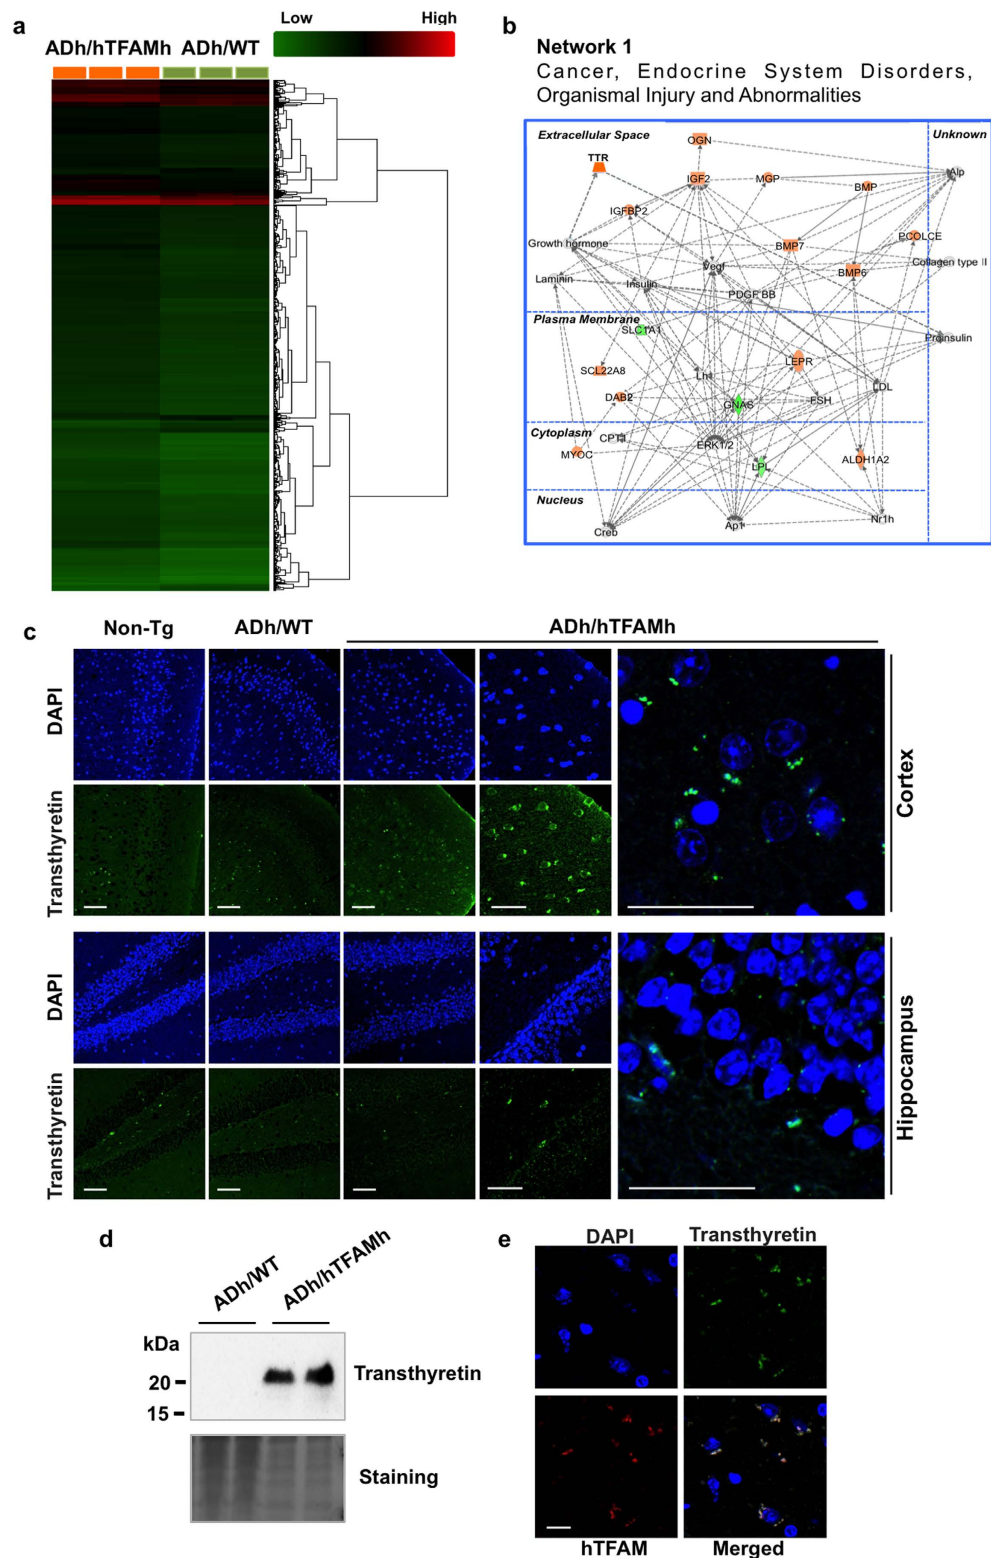 a
Low
High
ADh/hTFAMh
ADh/WT
b
Network 1
Cancer, Endocrine System Disorders,
Organismal Injury and Abnormalities
Extracellular Space
Unknown
OGN
TTR
IGF2
MGP
BMP
Alp
IGFBP2
Growth hormone
BMP7
PCOLCE
Vegf
BMP6
Collagen type II
Laminin
Insulin
PDGF BB
Plasma Membrane
SLC1A1
Proinsulin
SCL22A8
Lh
LEPR
LDL
DAB2
GNAS
FSH
Cytoplasm
CPT1
ERK1/2
MYOC
LPL
ALDH1A2
Nucleus
Creb
Ap1
Nr1h
c
Non-Tg
ADh/WT
ADh/hTFAMh
DAPI
Transthyretin
Cortex
DAPI
Transthyretin
Hippocampus
d
ADh/WT
ADh/hTFAMh
kDa
20
15
Transthyretin
Staining
e
DAPI
Transthyretin
hTFAM
Merged